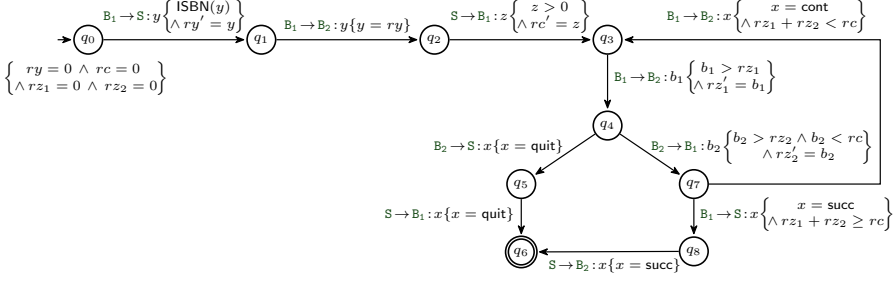 B₁→S:y{ISBN(y) ∧ ry′ = y}
B₁→B₂:y{y = ry}
S→B₁:z{z > 0 ∧ rc′ = z}
B₁→B₂:x{x = cont ∧ rz₁ + rz₂ < rc}
q₀
q₁
q₂
q₃
{ry = 0 ∧ rc = 0
∧ rz₁ = 0 ∧ rz₂ = 0}
B₁→B₂:b₁{b₁ > rz₁ ∧ rz₁′ = b₁}
q₄
B₂→S:x{x = quit}
B₂→B₁:b₂{b₂ > rz₂ ∧ b₂ < rc
∧ rz₂′ = b₂}
q₅
q₇
S→B₁:x{x = quit}
B₁→S:x{x = succ ∧ rz₁ + rz₂ ≥ rc}
q₆
q₈
S→B₂:x{x = succ}